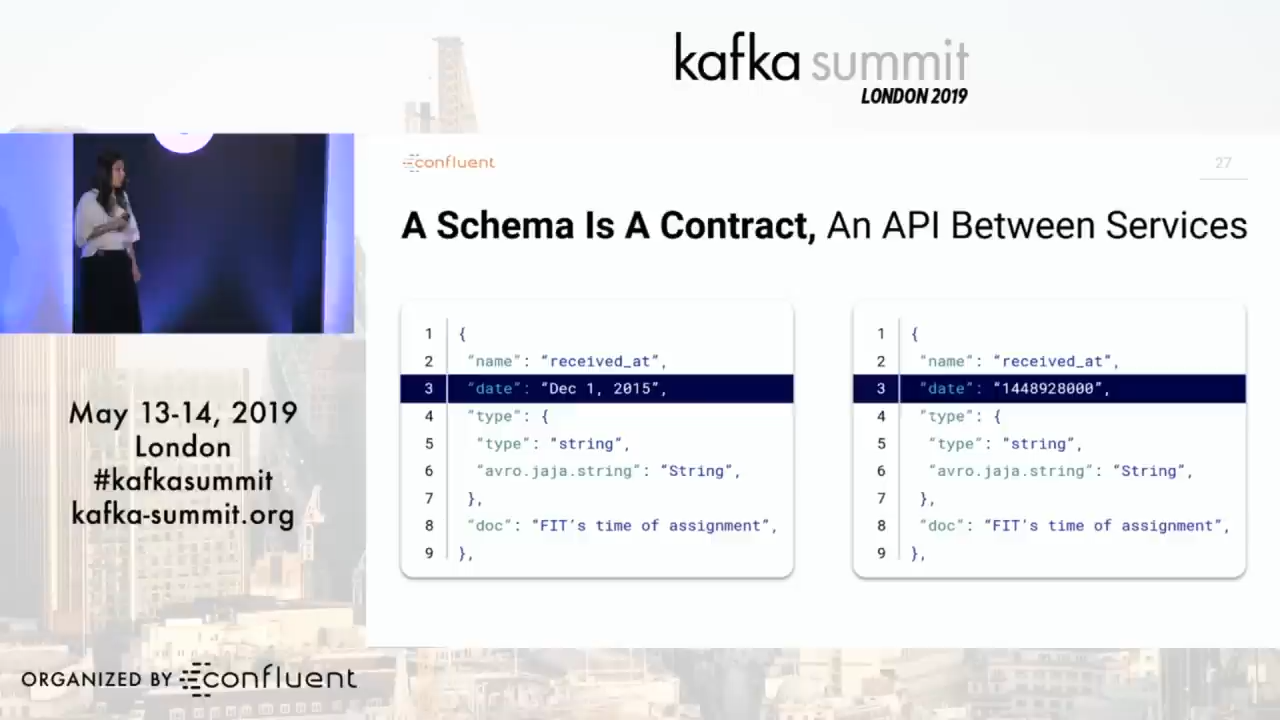 kafka summit
LONDON 2019
confluent
27
A Schema Is A Contract, An API Between Services
1 {
2 "name": "received_at",
3 "date": "Dec 1, 2015",
4 "type": {
5 "type": "string",
6 "avro.jaja.string": "String",
7 },
8 "doc": "FIT's time of assignment",
9 },
1 {
2 "name": "received_at",
3 "date": "1448928000",
4 "type": {
5 "type": "string",
6 "avro.jaja.string": "String",
7 },
8 "doc": "FIT's time of assignment",
9 },
May 13-14, 2019
London
#kafkasummit
kafka-summit.org
ORGANIZED BY confluent